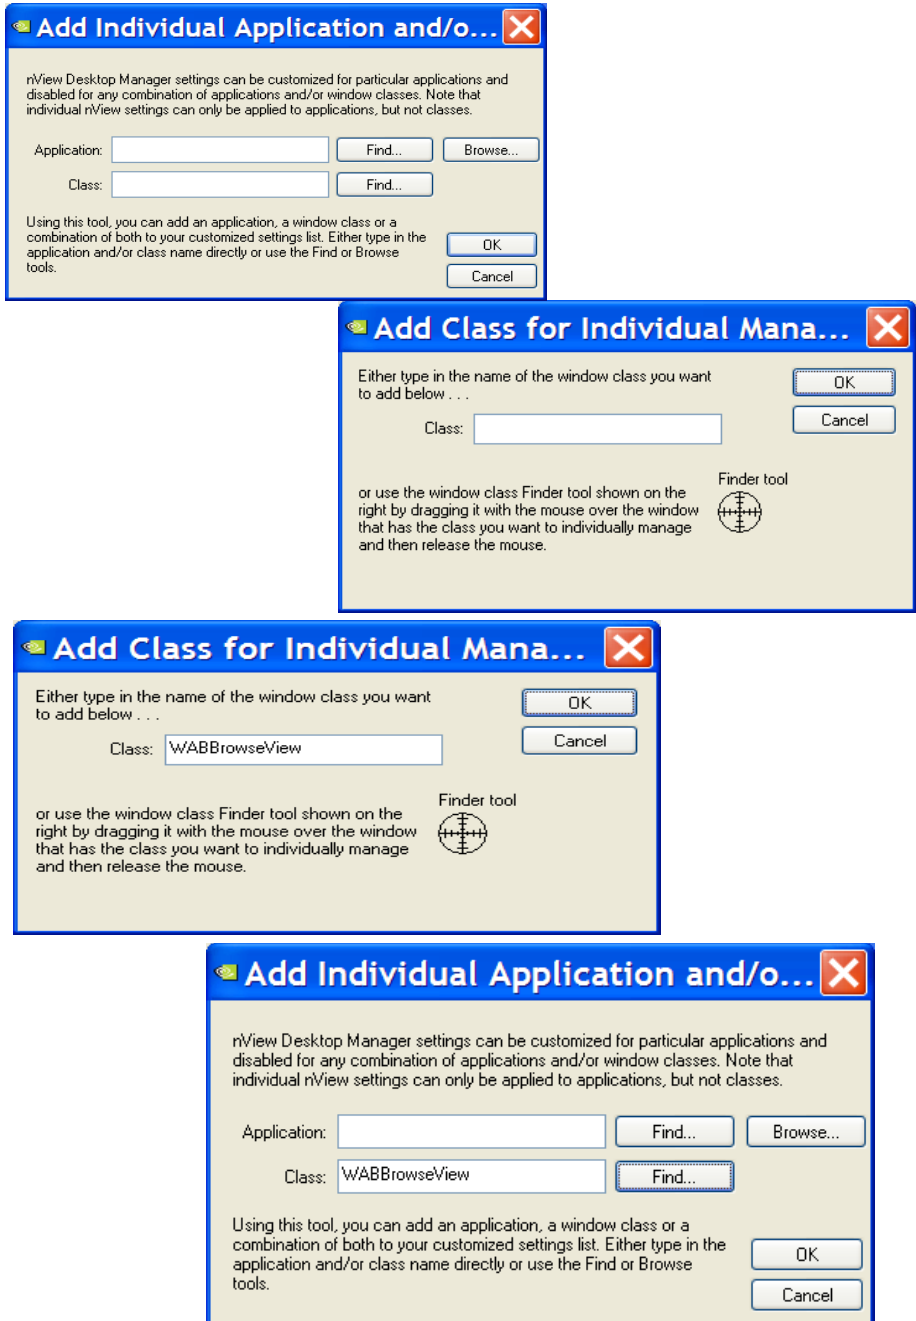 Add Individual Application and/o...
nView Desktop Manager settings can be customized for particular applications and
disabled for any combination of applications and/or window classes. Note that
individual nView settings can only be applied to applications, but not classes.
Application: Find... Browse...
Class: Find...
Using this tool, you can add an application, a window class or a
combination of both to your customized settings list. Either type in the
application and/or class name directly or use the Find or Browse
tools.
OK
Cancel
Add Class for Individual Mana...
Either type in the name of the window class you want
to add below . . .
OK
Cancel
Class:
Finder tool
or use the window class Finder tool shown on the
right by dragging it with the mouse over the window
that has the class you want to individually manage
and then release the mouse.
Add Class for Individual Mana...
Either type in the name of the window class you want
to add below . . .
OK
Cancel
Class: WABBrowseView
Finder tool
or use the window class Finder tool shown on the
right by dragging it with the mouse over the window
that has the class you want to individually manage
and then release the mouse.
Add Individual Application and/o...
nView Desktop Manager settings can be customized for particular applications and
disabled for any combination of applications and/or window classes. Note that
individual nView settings can only be applied to applications, but not classes.
Application: Find... Browse...
Class: WABBrowseView Find...
Using this tool, you can add an application, a window class or a
combination of both to your customized settings list. Either type in the
application and/or class name directly or use the Find or Browse
tools.
OK
Cancel